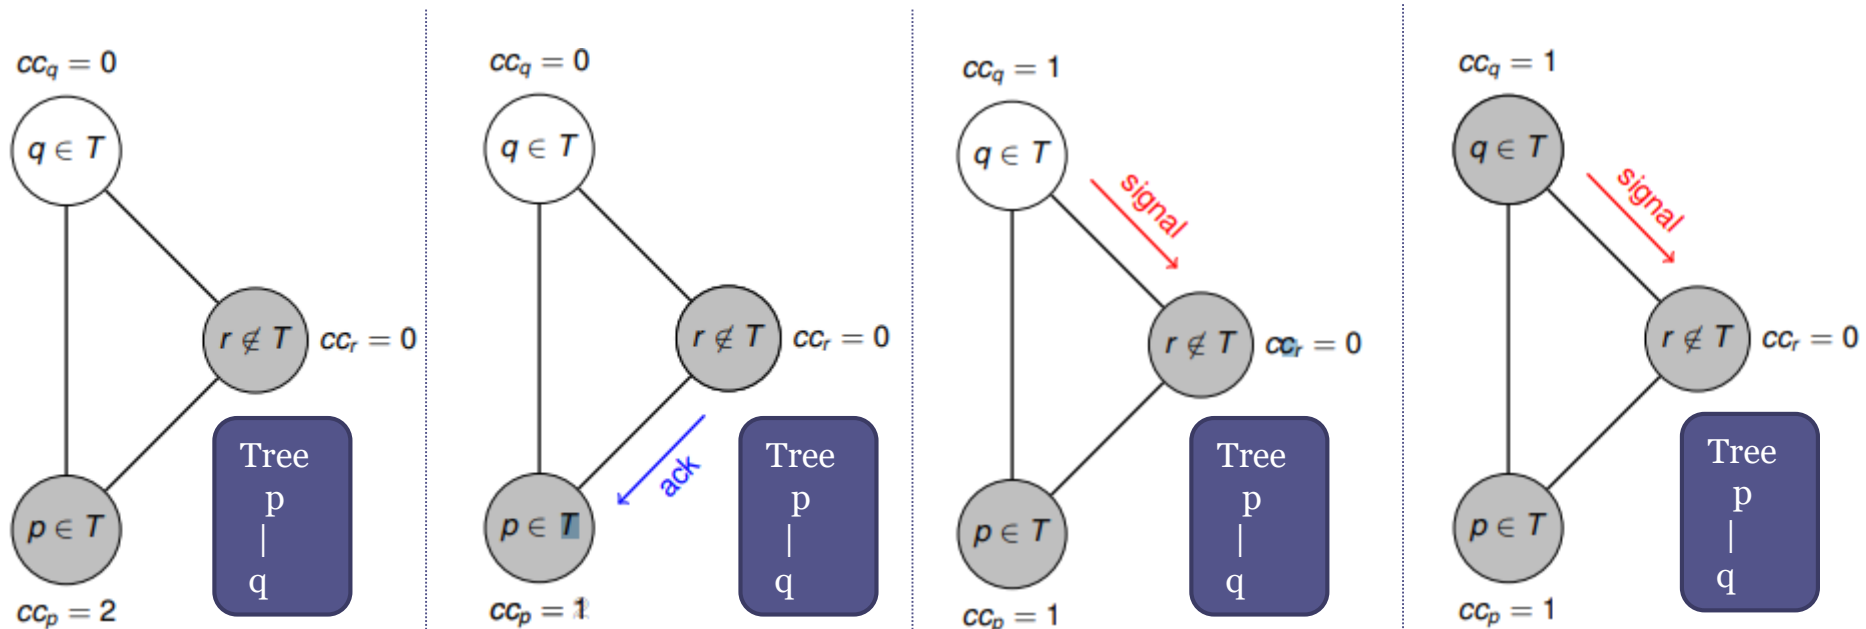 cc_q = 0
q ∈ T
r ∉ T
cc_r = 0
p ∈ T
cc_p = 2
Tree
p
|
q
cc_q = 0
q ∈ T
r ∉ T
cc_r = 0
ack
p ∈ T
cc_p = 1
Tree
p
|
q
cc_q = 1
q ∈ T
signal
r ∉ T
cc_r = 0
p ∈ T
cc_p = 1
Tree
p
|
q
cc_q = 1
q ∈ T
signal
r ∉ T
cc_r = 0
p ∈ T
cc_p = 1
Tree
p
|
q